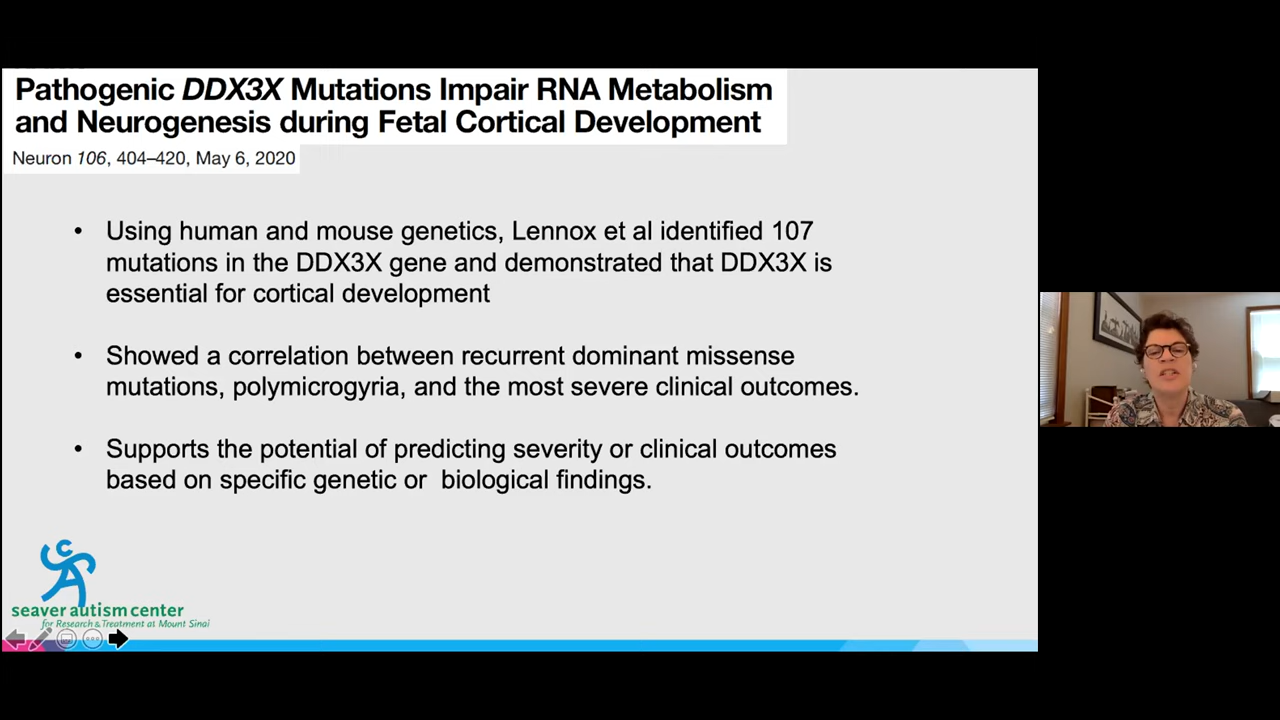 Pathogenic DDX3X Mutations Impair RNA Metabolism
and Neurogenesis during Fetal Cortical Development
Neuron 106, 404–420, May 6, 2020
• Using human and mouse genetics, Lennox et al identified 107
mutations in the DDX3X gene and demonstrated that DDX3X is
essential for cortical development
• Showed a correlation between recurrent dominant missense
mutations, polymicrogyria, and the most severe clinical outcomes.
• Supports the potential of predicting severity or clinical outcomes
based on specific genetic or  biological findings.
seaver autism center
for Research & Treatment at Mount Sinai